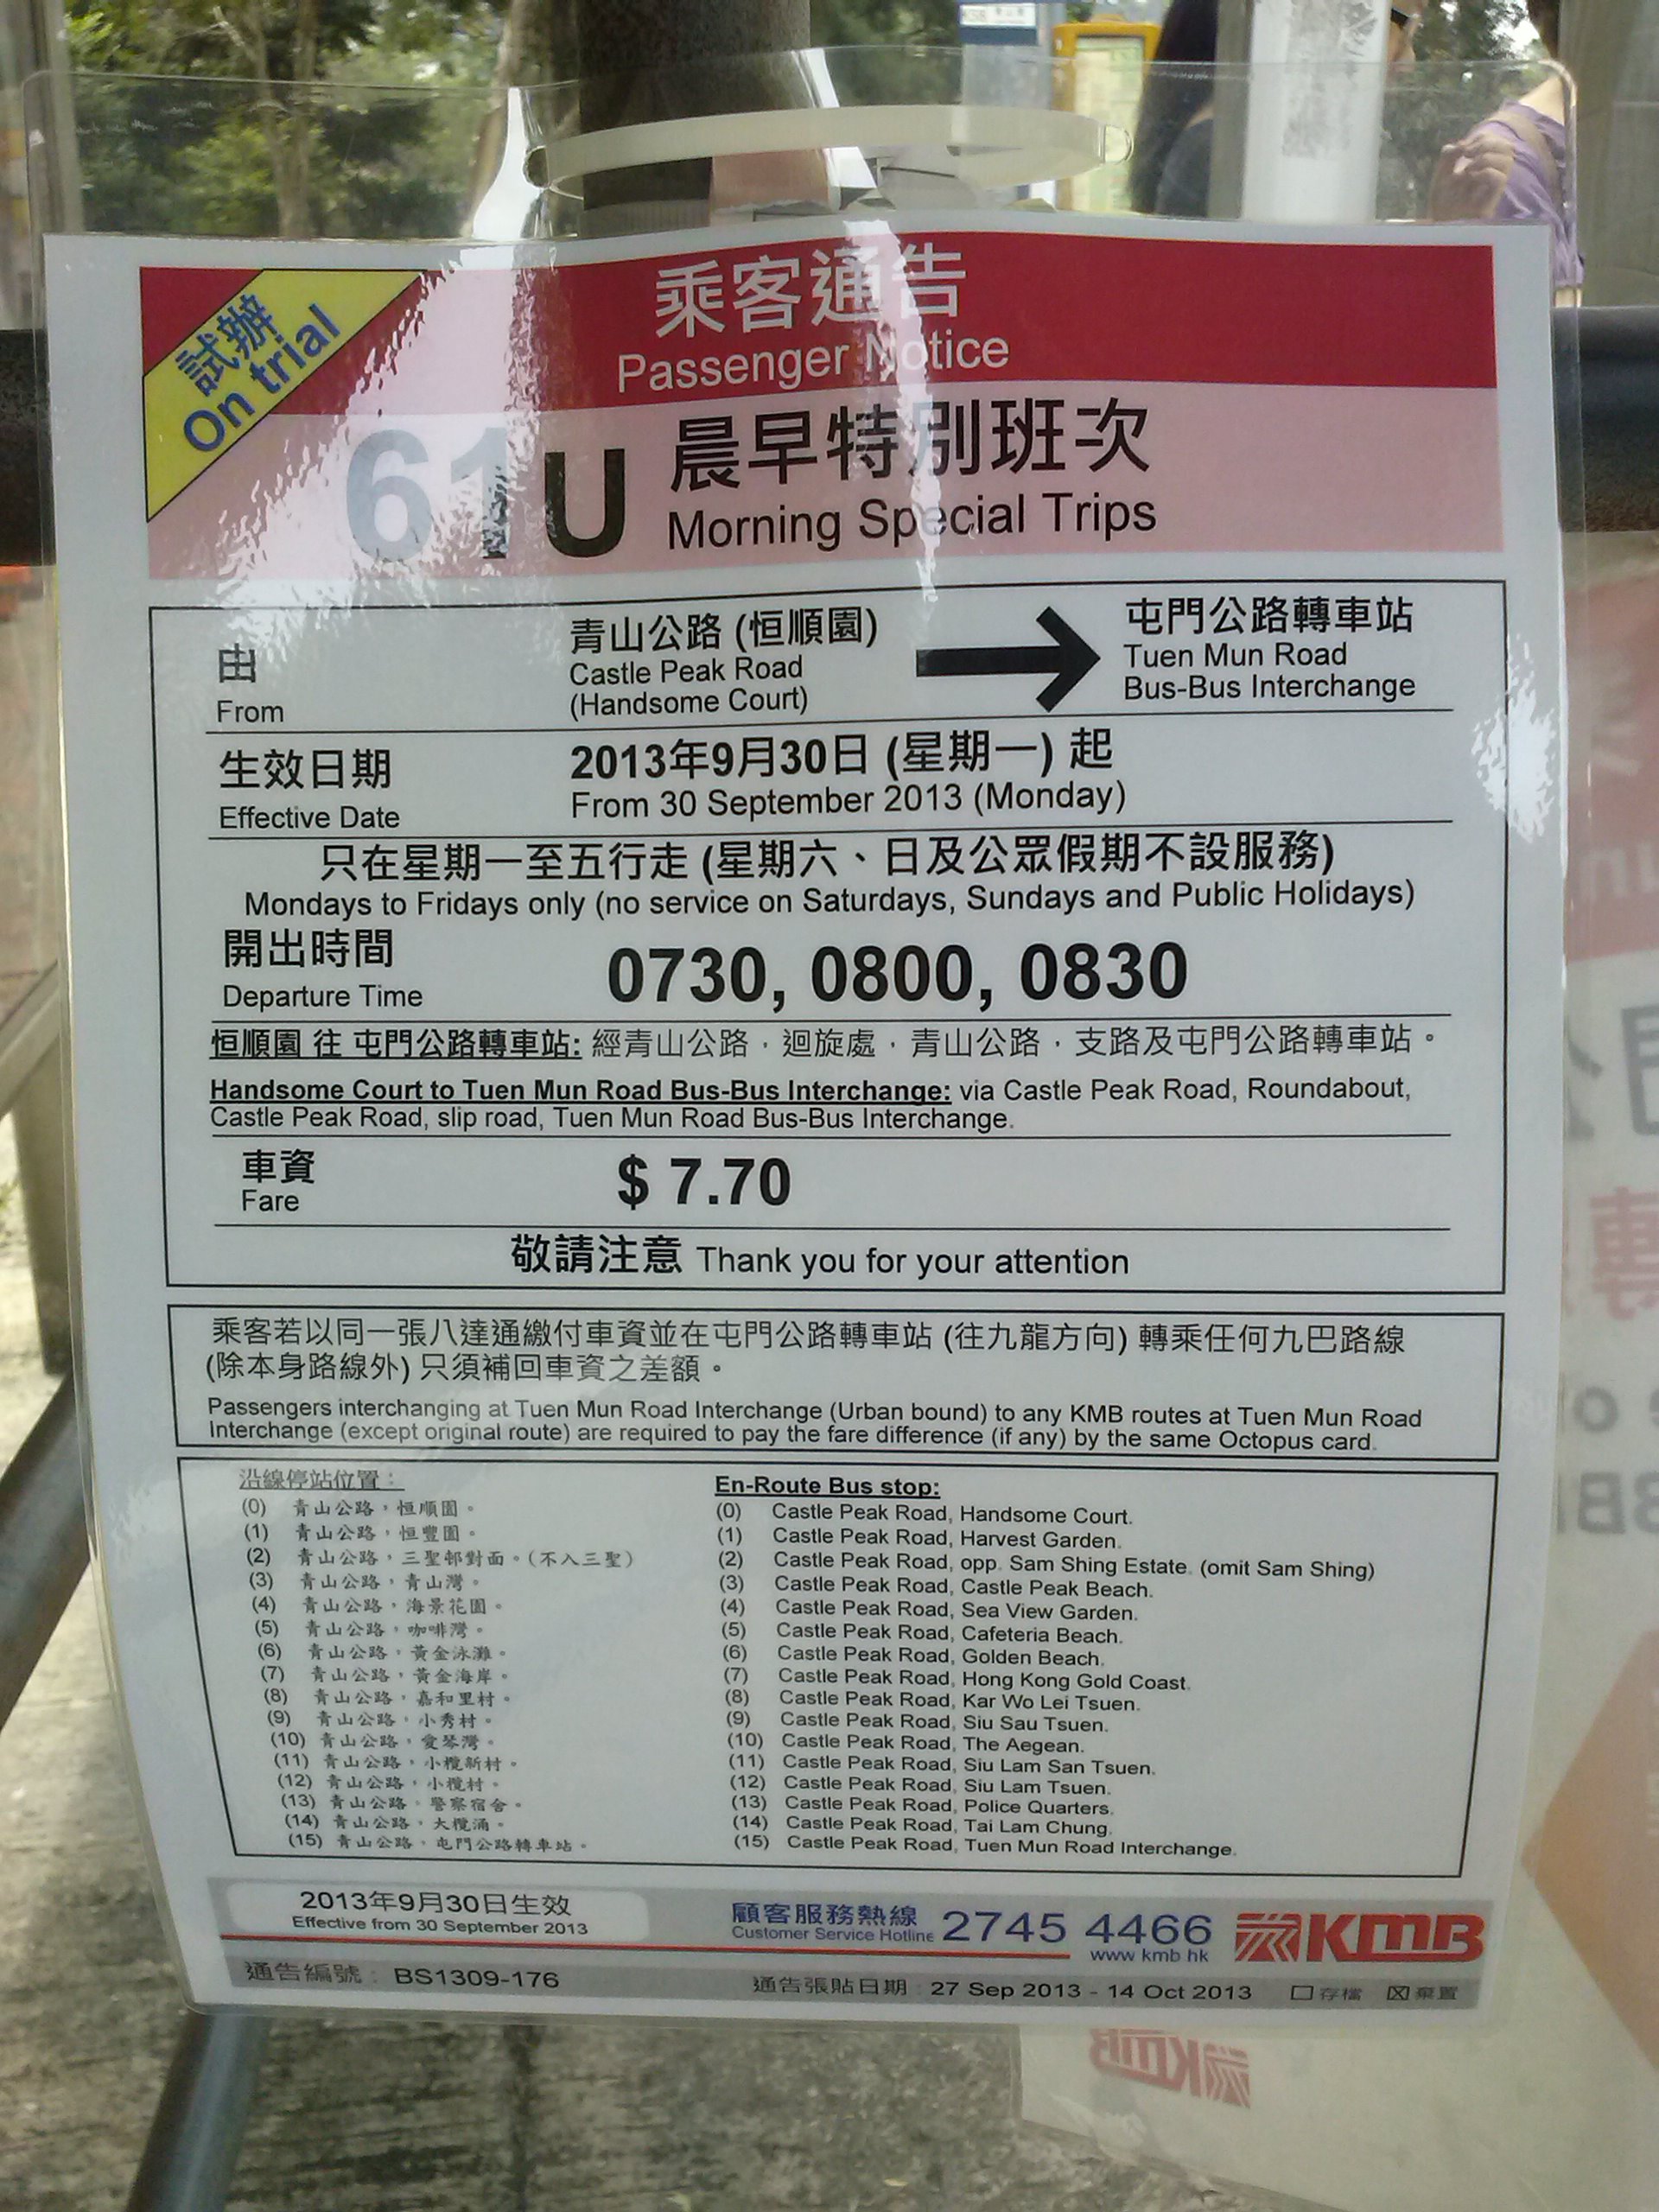 試辦
On trial
乘客通告
Passenger Notice
61U
晨早特別班次
Morning Special Trips
由
From
青山公路 (恒順園)
Castle Peak Road
(Handsome Court)
屯門公路轉車站
Tuen Mun Road
Bus-Bus Interchange
生效日期
Effective Date
2013年9月30日 (星期一) 起
From 30 September 2013 (Monday)
只在星期一至五行走 (星期六、日及公眾假期不設服務)
Mondays to Fridays only (no service on Saturdays, Sundays and Public Holidays)
開出時間
Departure Time
0730, 0800, 0830
恒順園 往 屯門公路轉車站: 經青山公路，迴旋處，青山公路，支路及屯門公路轉車站。
Handsome Court to Tuen Mun Road Bus-Bus Interchange: via Castle Peak Road, Roundabout,
Castle Peak Road, slip road, Tuen Mun Road Bus-Bus Interchange.
車資
Fare
$ 7.70
敬請注意 Thank you for your attention
乘客若以同一張八達通繳付車資並在屯門公路轉車站 (往九龍方向) 轉乘任何九巴路線
(除本身路線外) 只須補回車資之差額。
Passengers interchanging at Tuen Mun Road Interchange (Urban bound) to any KMB routes at Tuen Mun Road
Interchange (except original route) are required to pay the fare difference (if any) by the same Octopus card.
沿線停站位置：
(0) 青山公路，恒順園。
(1) 青山公路，恒豐園。
(2) 青山公路，三聖邨對面。(不入三聖)
(3) 青山公路，青山灣。
(4) 青山公路，海景花園。
(5) 青山公路，咖啡灣。
(6) 青山公路，黃金泳灘。
(7) 青山公路，黃金海岸。
(8) 青山公路，嘉和里村。
(9) 青山公路，小秀村。
(10) 青山公路，愛琴灣。
(11) 青山公路，小欖新村。
(12) 青山公路，小欖村。
(13) 青山公路，警察宿舍。
(14) 青山公路，大欖涌。
(15) 青山公路，屯門公路轉車站。
En-Route Bus stop:
(0) Castle Peak Road, Handsome Court.
(1) Castle Peak Road, Harvest Garden.
(2) Castle Peak Road, opp. Sam Shing Estate. (omit Sam Shing)
(3) Castle Peak Road, Castle Peak Beach.
(4) Castle Peak Road, Sea View Garden.
(5) Castle Peak Road, Cafeteria Beach.
(6) Castle Peak Road, Golden Beach.
(7) Castle Peak Road, Hong Kong Gold Coast.
(8) Castle Peak Road, Kar Wo Lei Tsuen.
(9) Castle Peak Road, Siu Sau Tsuen.
(10) Castle Peak Road, The Aegean.
(11) Castle Peak Road, Siu Lam San Tsuen.
(12) Castle Peak Road, Siu Lam Tsuen.
(13) Castle Peak Road, Police Quarters.
(14) Castle Peak Road, Tai Lam Chung.
(15) Castle Peak Road, Tuen Mun Road Interchange.
2013年9月30日生效
Effective from 30 September 2013
顧客服務熱線
Customer Service Hotline
2745 4466
www kmb hk
KMB
通告編號： BS1309-176
通告張貼日期： 27 Sep 2013 - 14 Oct 2013
存檔 棄置
KMB